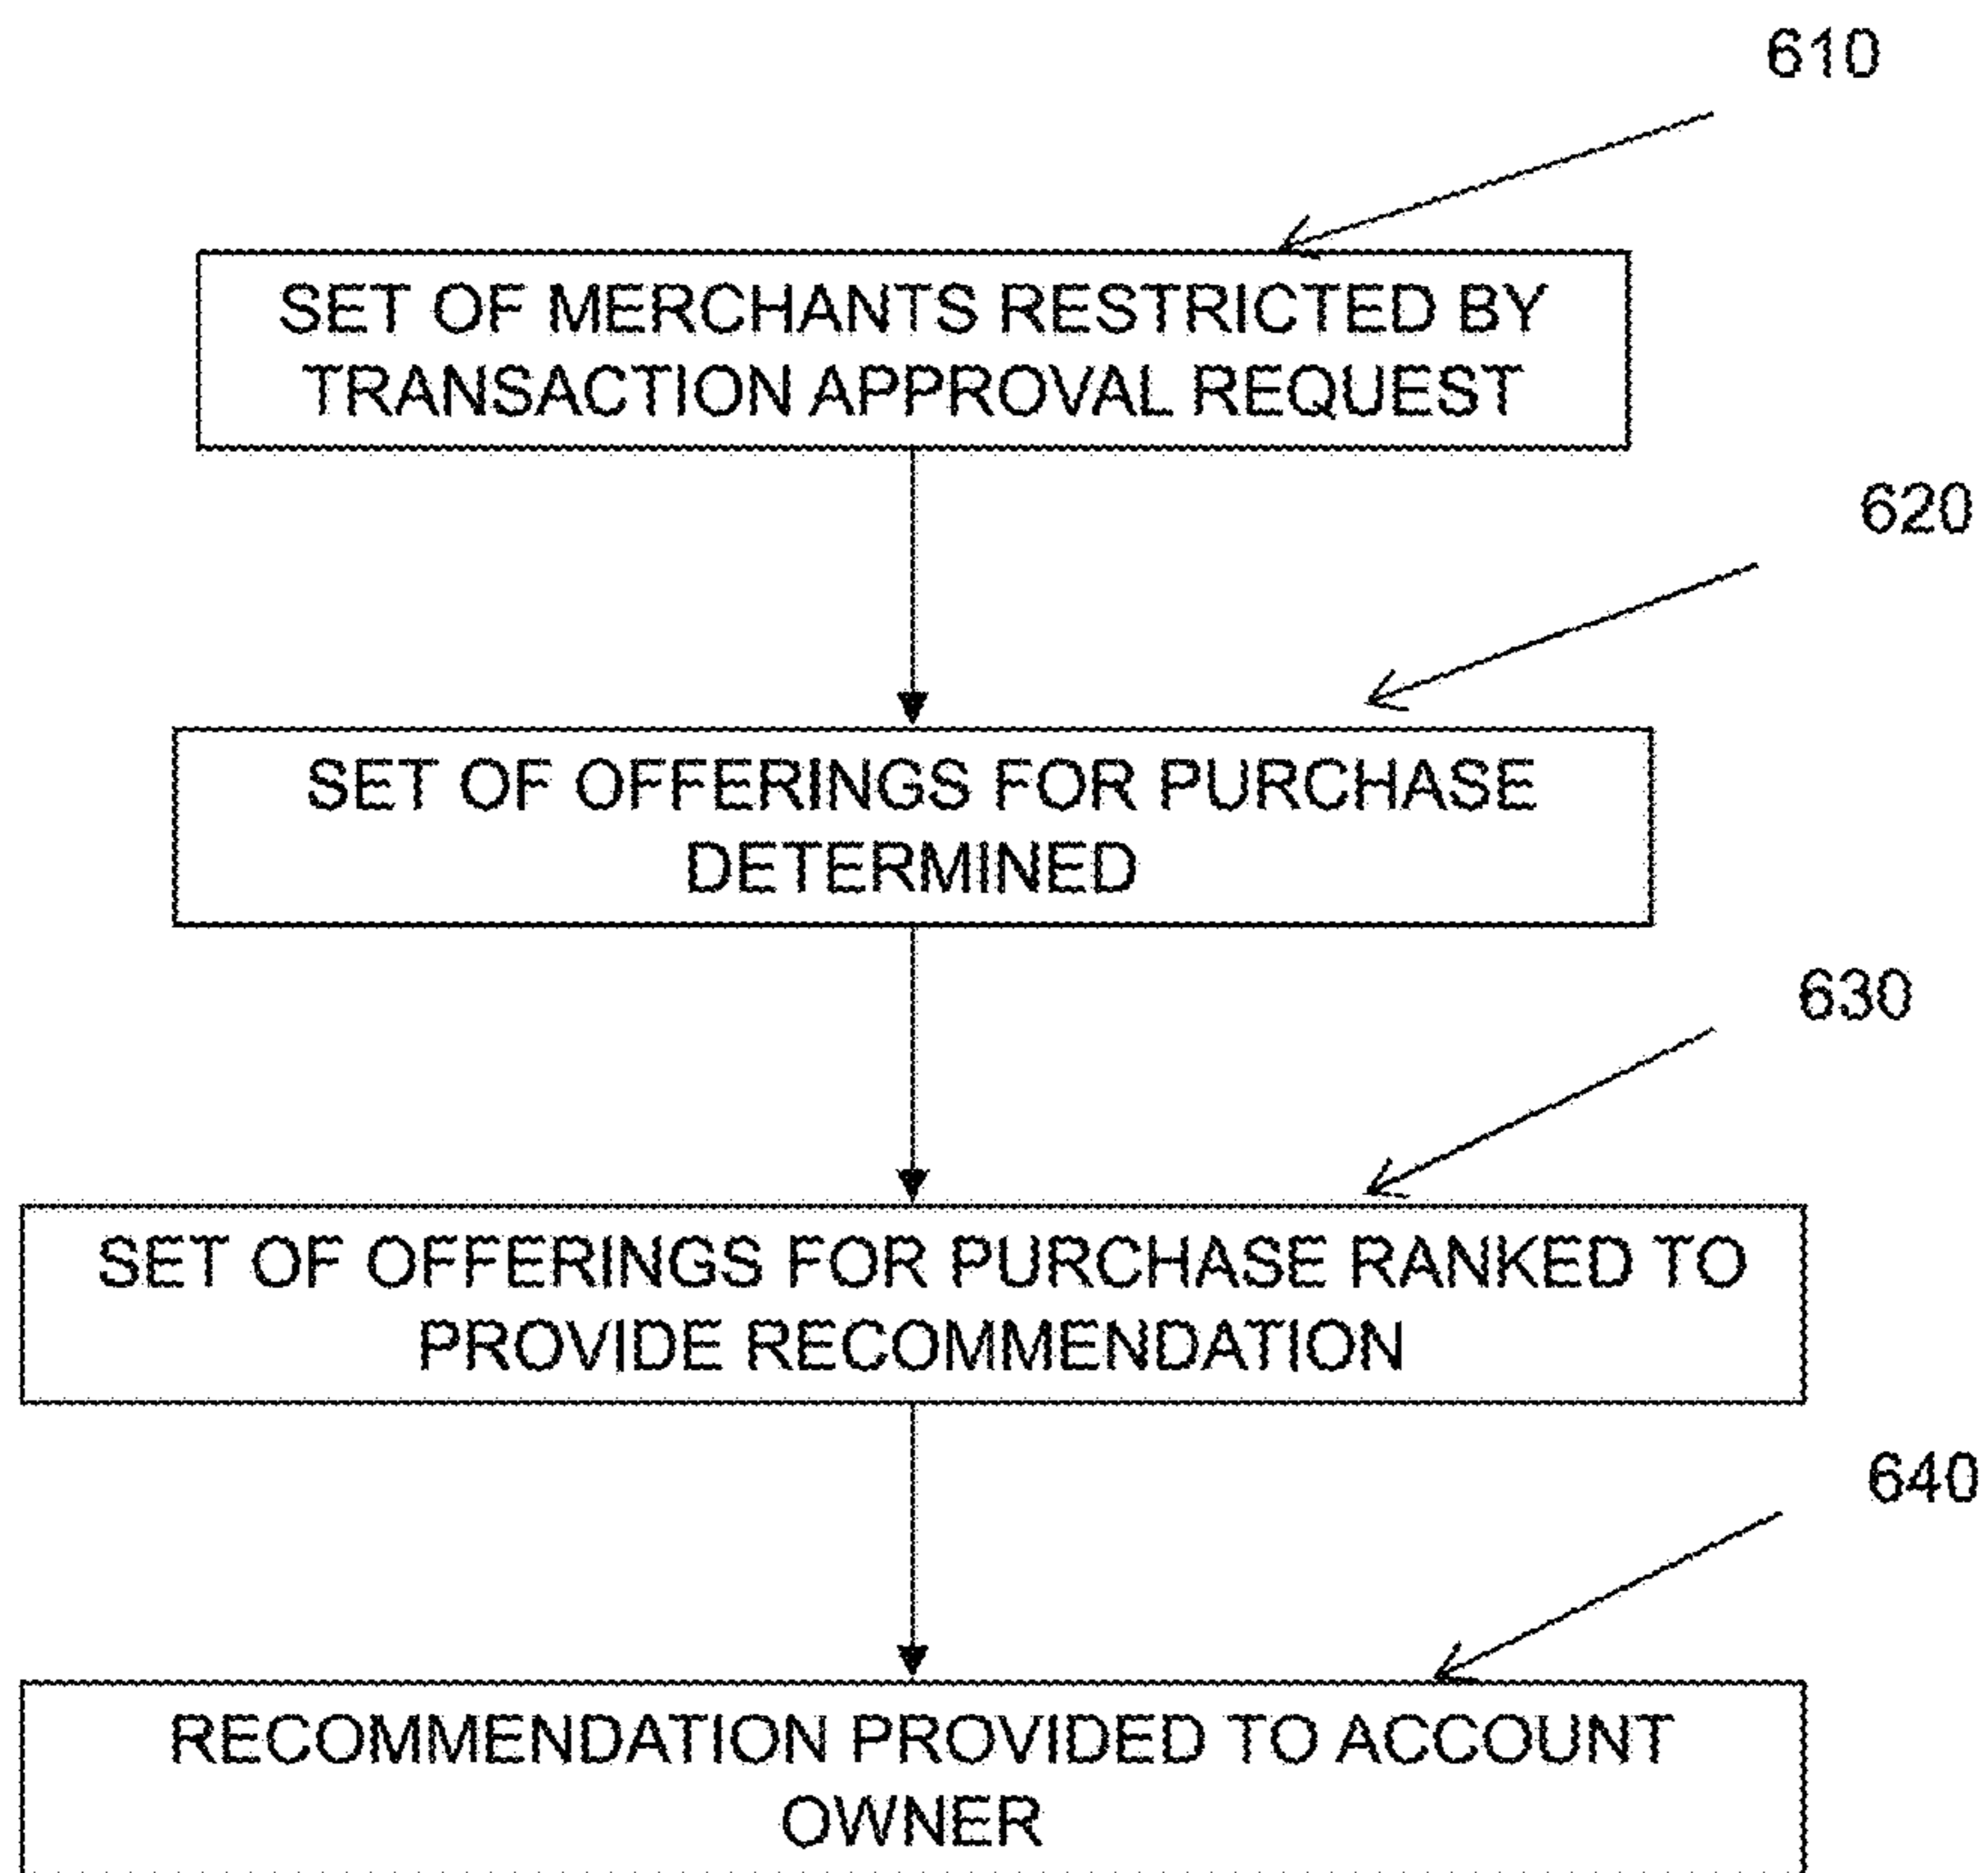 610
SET OF MERCHANTS RESTRICTED BY
TRANSACTION APPROVAL REQUEST
620
SET OF OFFERINGS FOR PURCHASE
DETERMINED
630
SET OF OFFERINGS FOR PURCHASE RANKED TO
PROVIDE RECOMMENDATION
640
RECOMMENDATION PROVIDED TO ACCOUNT
OWNER